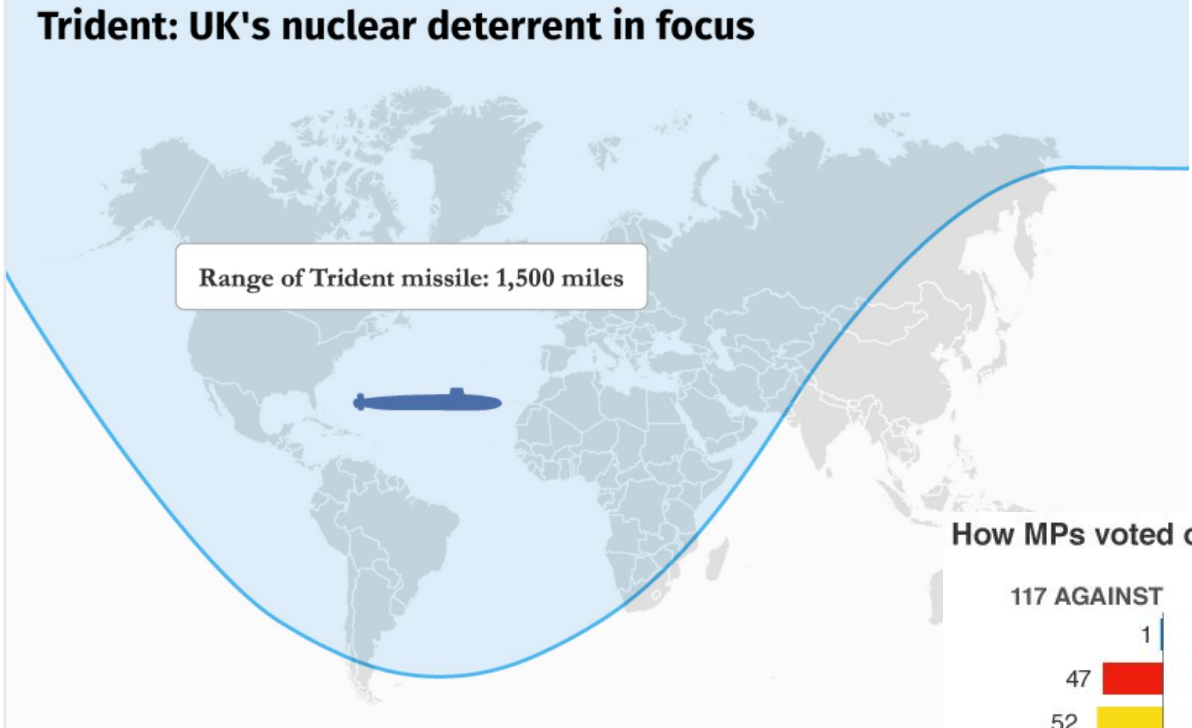 Trident: UK's nuclear deterrent in focus
Range of Trident missile: 1,500 miles
How MPs voted
117 AGAINST
1
47
52